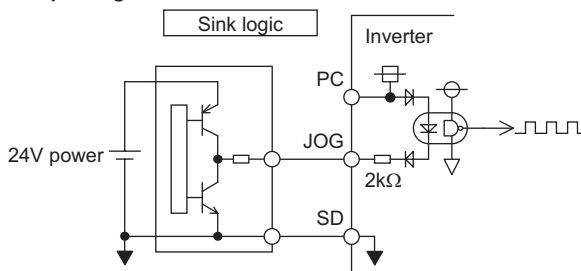 Sink logic
Inverter
PC
24V power
JOG
2kΩ
SD